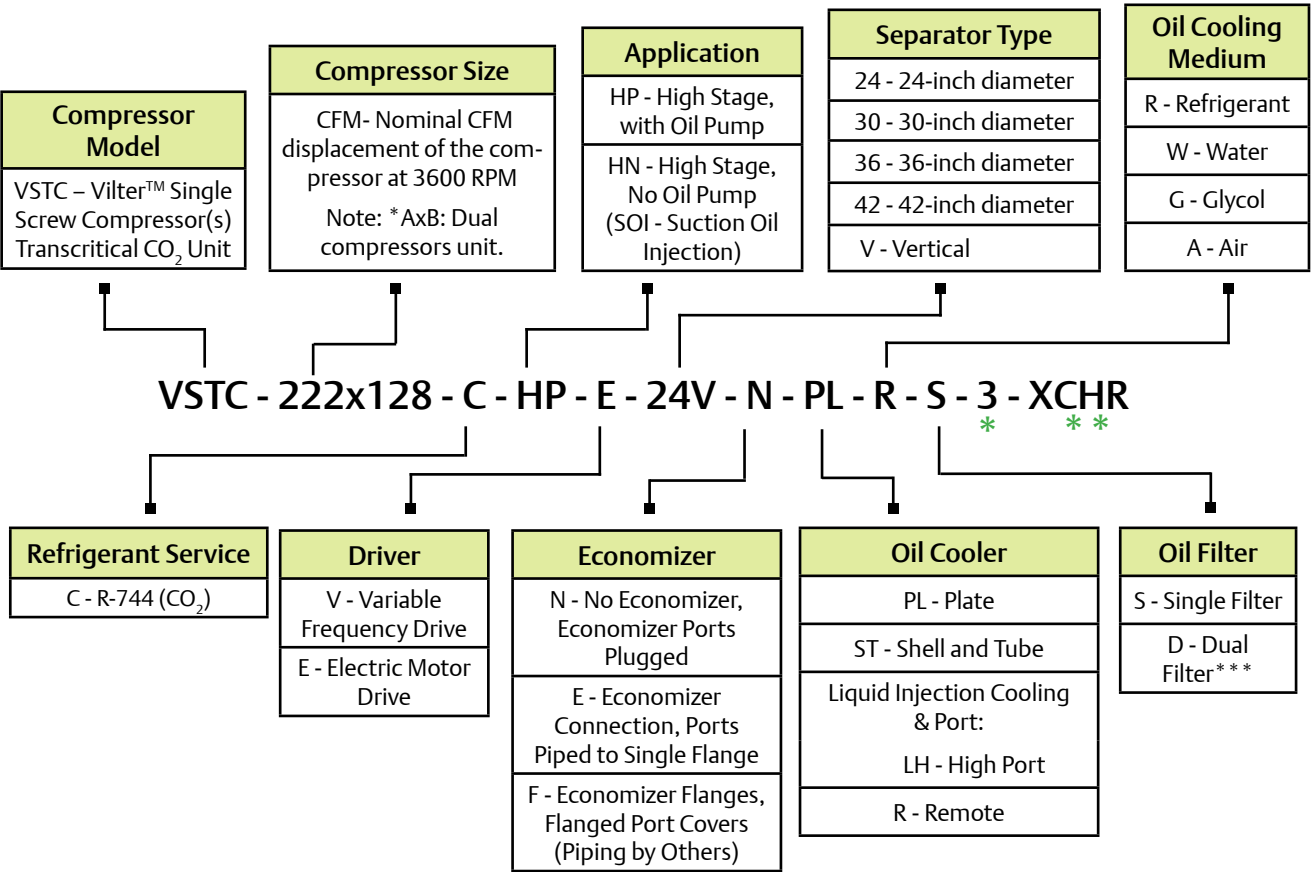 Compressor
Model
VSTC – Vilter™ Single
Screw Compressor(s)
Transcritical CO₂ Unit
Compressor Size
CFM- Nominal CFM
displacement of the com-
pressor at 3600 RPM
Note: *AxB: Dual
compressors unit.
Application
HP - High Stage,
with Oil Pump
HN - High Stage,
No Oil Pump
(SOI - Suction Oil
Injection)
Separator Type
24 - 24-inch diameter
30 - 30-inch diameter
36 - 36-inch diameter
42 - 42-inch diameter
V - Vertical
Oil Cooling
Medium
R - Refrigerant
W - Water
G - Glycol
A - Air
VSTC - 222x128 - C - HP - E - 24V - N - PL - R - S - 3 - XCHR
* * *
Refrigerant Service
C - R-744 (CO₂)
Driver
V - Variable
Frequency Drive
E - Electric Motor
Drive
Economizer
N - No Economizer,
Economizer Ports
Plugged
E - Economizer
Connection, Ports
Piped to Single Flange
F - Economizer Flanges,
Flanged Port Covers
(Piping by Others)
Oil Cooler
PL - Plate
ST - Shell and Tube
Liquid Injection Cooling
& Port:
LH - High Port
R - Remote
Oil Filter
S - Single Filter
D - Dual
Filter***